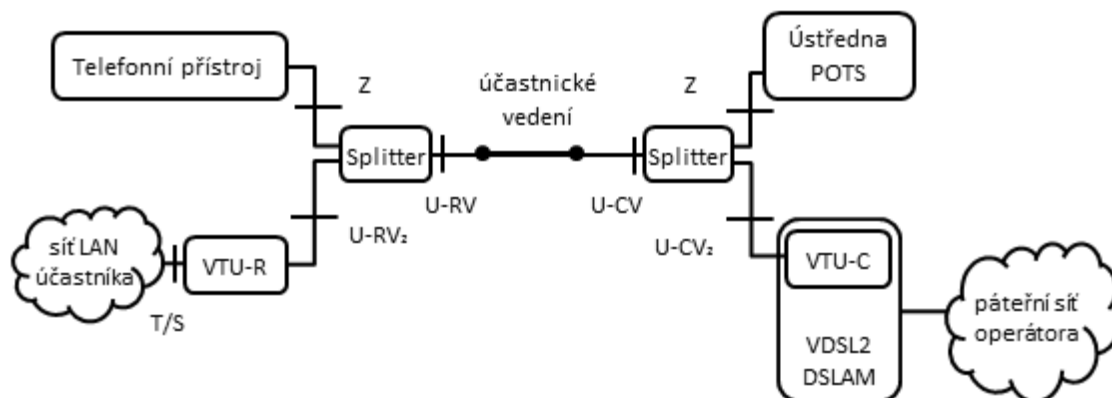 Telefonní přístroj
Z
účastnické
vedení
Z
Ústředna
POTS
Splitter
Splitter
U-RV
U-CV
U-RV₂
U-CV₂
síť LAN
účastníka
VTU-R
T/S
VTU-C
VDSL2
DSLAM
páteřní síť
operátora